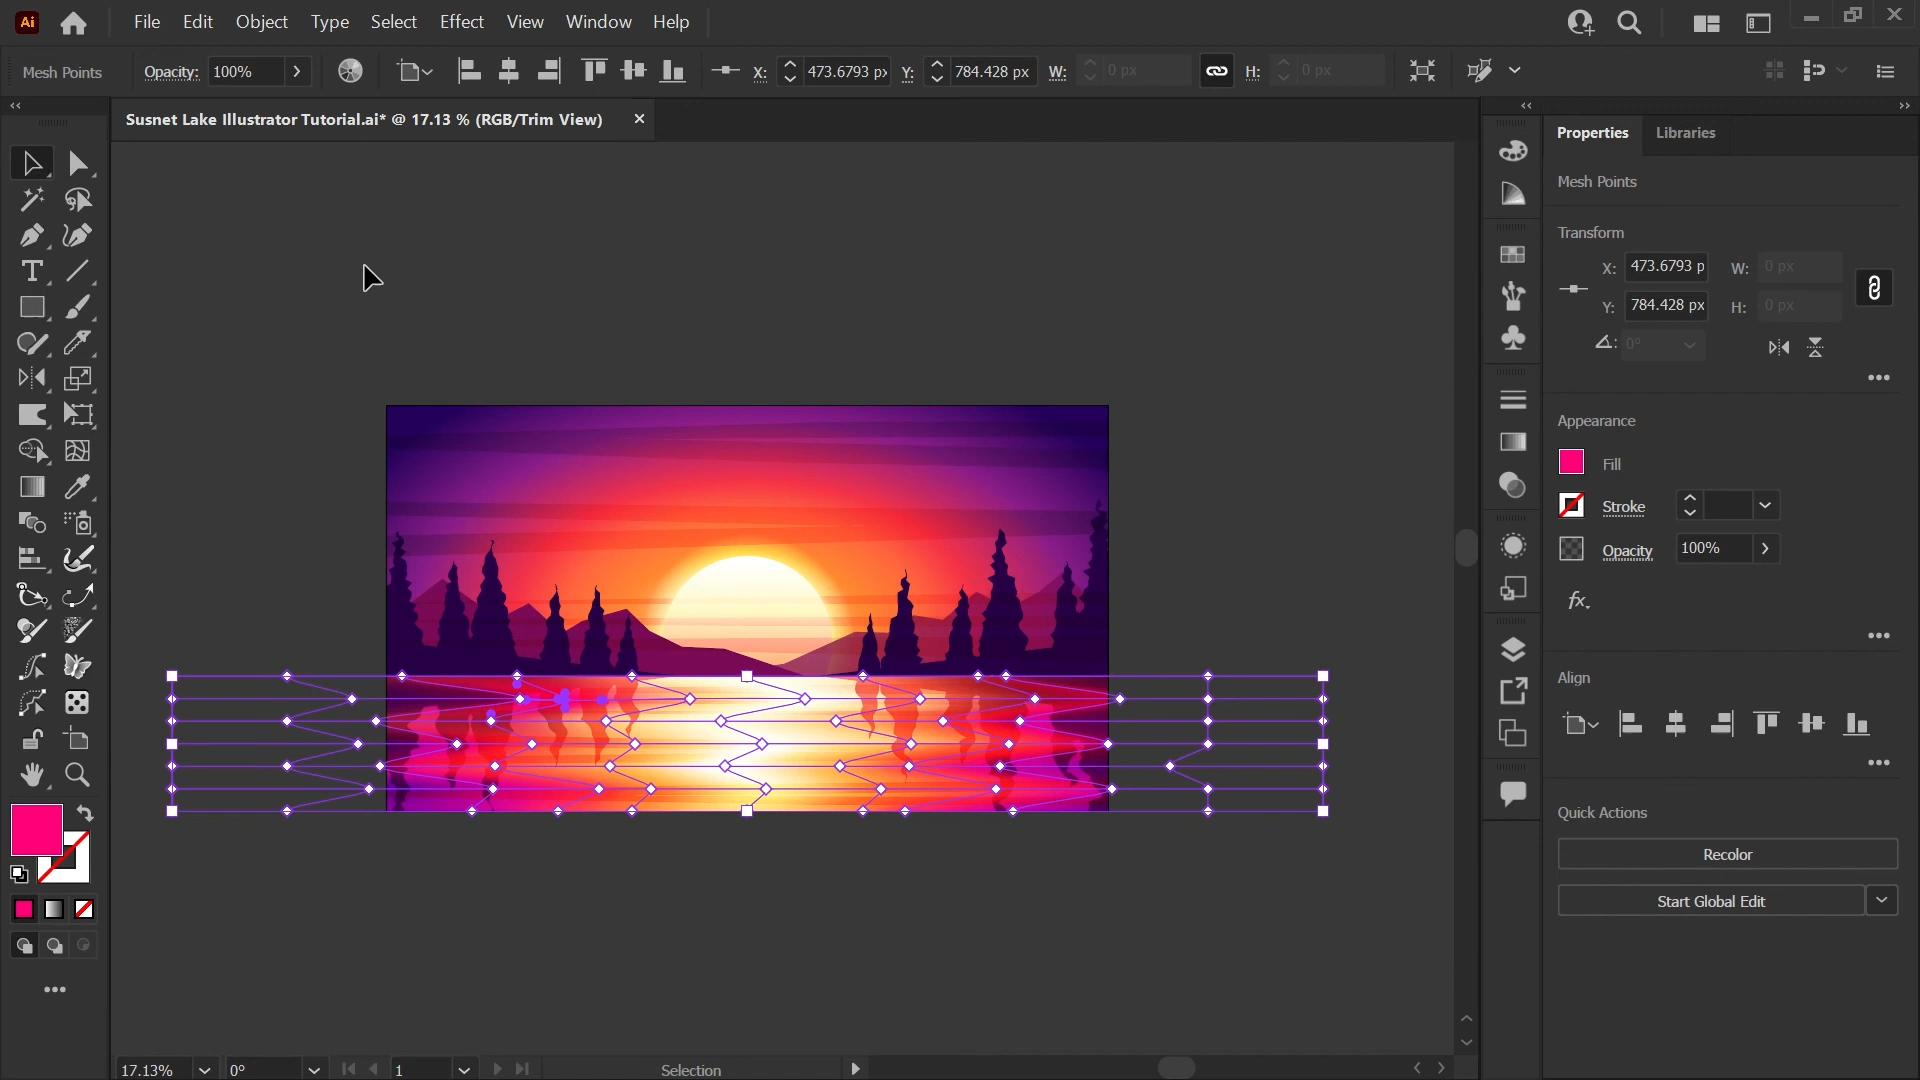 Ai File Edit Object Type Select Effect View Window Help
Mesh Points Opacity: 100% X: 473.6793 px Y: 784.428 px W: 0 px H: 0 px
Susnet Lake Illustrator Tutorial.ai* @ 17.13 % (RGB/Trim View)
Properties Libraries
Mesh Points
Transform
X: 473.6793 p W: 0 px
Y: 784.428 px H: 0 px
0°
Appearance
Fill
Stroke
Opacity 100%
fx
Align
Quick Actions
Recolor
Start Global Edit
17.13% 0° 1 Selection